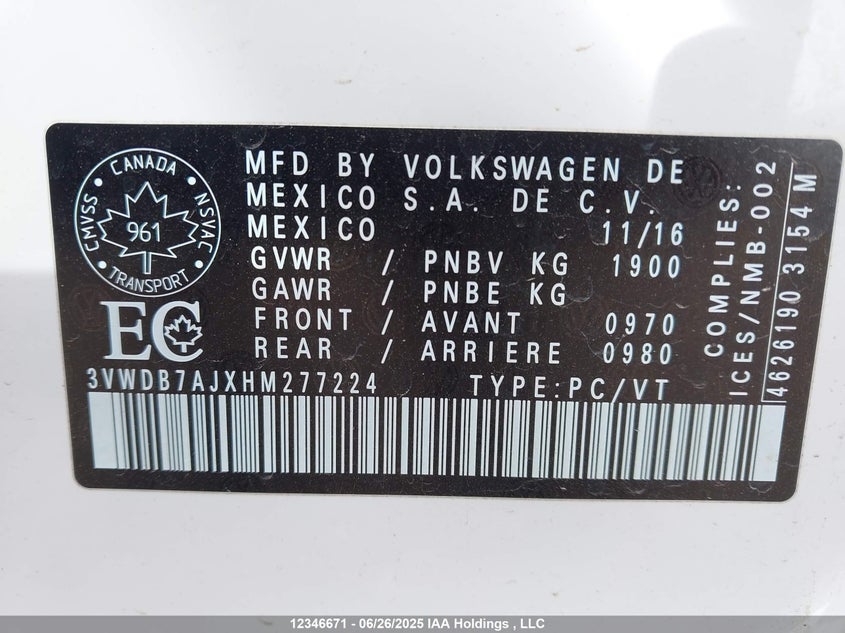 CANADA
CMVSS
NSVAC
961
TRANSPORT
EC
MFD BY VOLKSWAGEN DE
MEXICO S.A. DE C.V.
MEXICO 11/16
GVWR / PNBV KG 1900
GAWR / PNBE KG
FRONT / AVANT 0970
REAR / ARRIERE 0980
3VWDB7AJXHM277224 TYPE:PC/VT
COMPLIES:
ICES/NMB-002
4626190 3154 M
12346671 - 06/26/2025 IAA Holdings , LLC